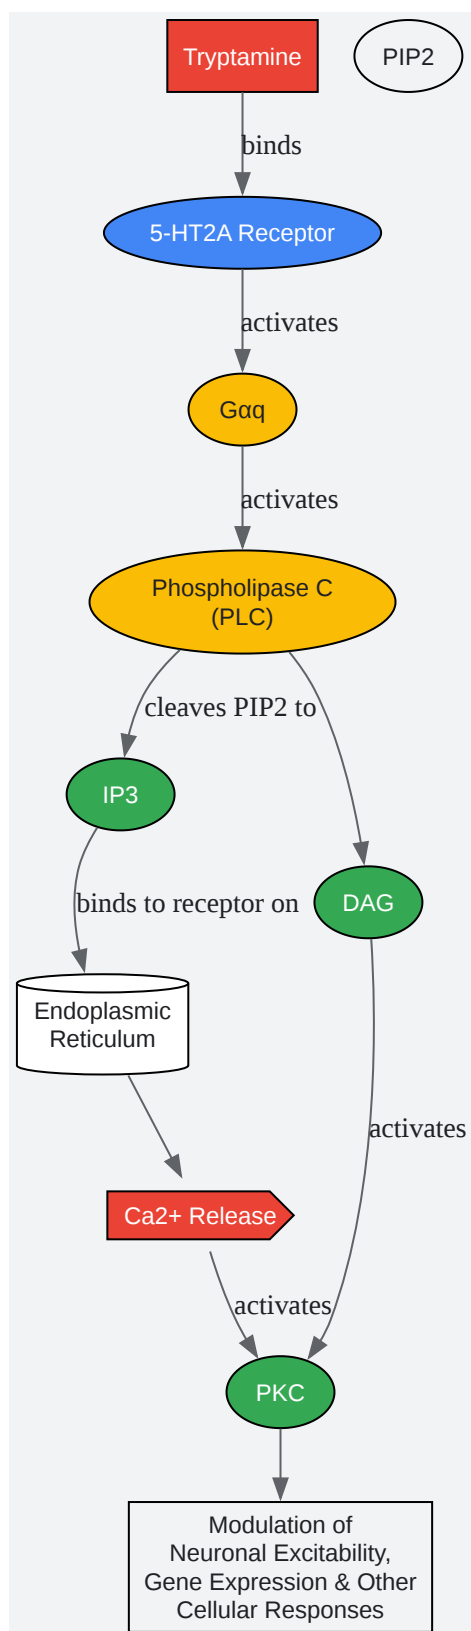 Tryptamine
PIP2
binds
5-HT2A Receptor
activates
Gαq
activates
Phospholipase C
(PLC)
cleaves PIP2 to
IP3
DAG
binds to receptor on
Endoplasmic
Reticulum
activates
Ca2+ Release
activates
PKC
Modulation of
Neuronal Excitability,
Gene Expression & Other
Cellular Responses